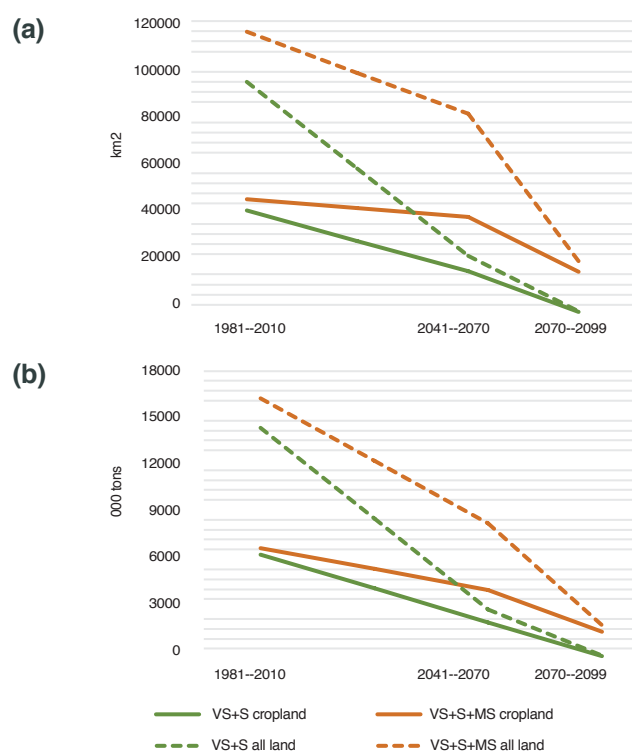 (a)
120000
100000
80000
60000
40000
20000
0
km2
1981--2010
2041--2070
2070--2099
(b)
18000
15000
12000
9000
6000
3000
0
000 tons
1981--2010
2041--2070
2070--2099
VS+S cropland
VS+S+MS cropland
VS+S all land
VS+S+MS all land